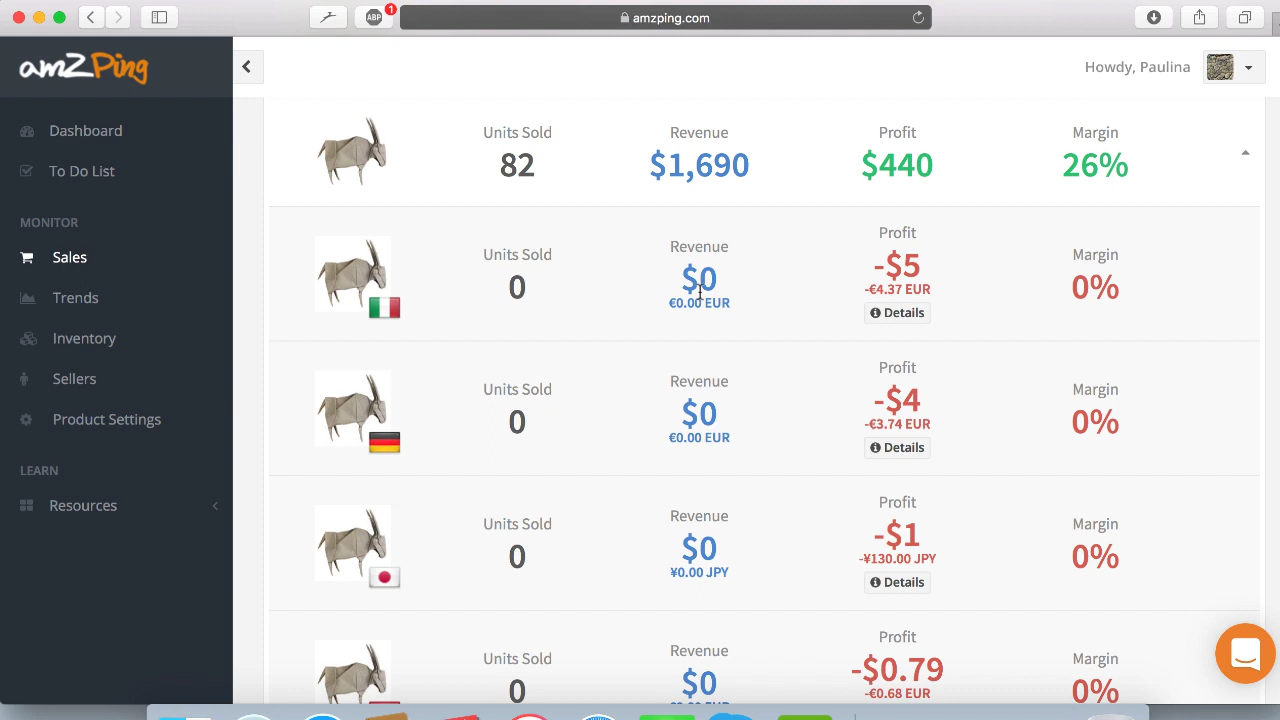 ABP
1
amzping.com
amzPing
Howdy, Paulina
Dashboard
To Do List
MONITOR
Sales
Trends
Inventory
Sellers
Product Settings
LEARN
Resources
Units Sold Revenue Profit Margin
82 $1,690 $440 26%
Units Sold Revenue Profit Margin
0 $0 -$5 0%
€0.00 EUR -€4.37 EUR
Details
Units Sold Revenue Profit Margin
0 $0 -$4 0%
€0.00 EUR -€3.74 EUR
Details
Units Sold Revenue Profit Margin
0 $0 -$1 0%
¥0.00 JPY -¥130.00 JPY
Details
Units Sold Revenue Profit Margin
0 $0 -$0.79 0%
-€0.68 EUR